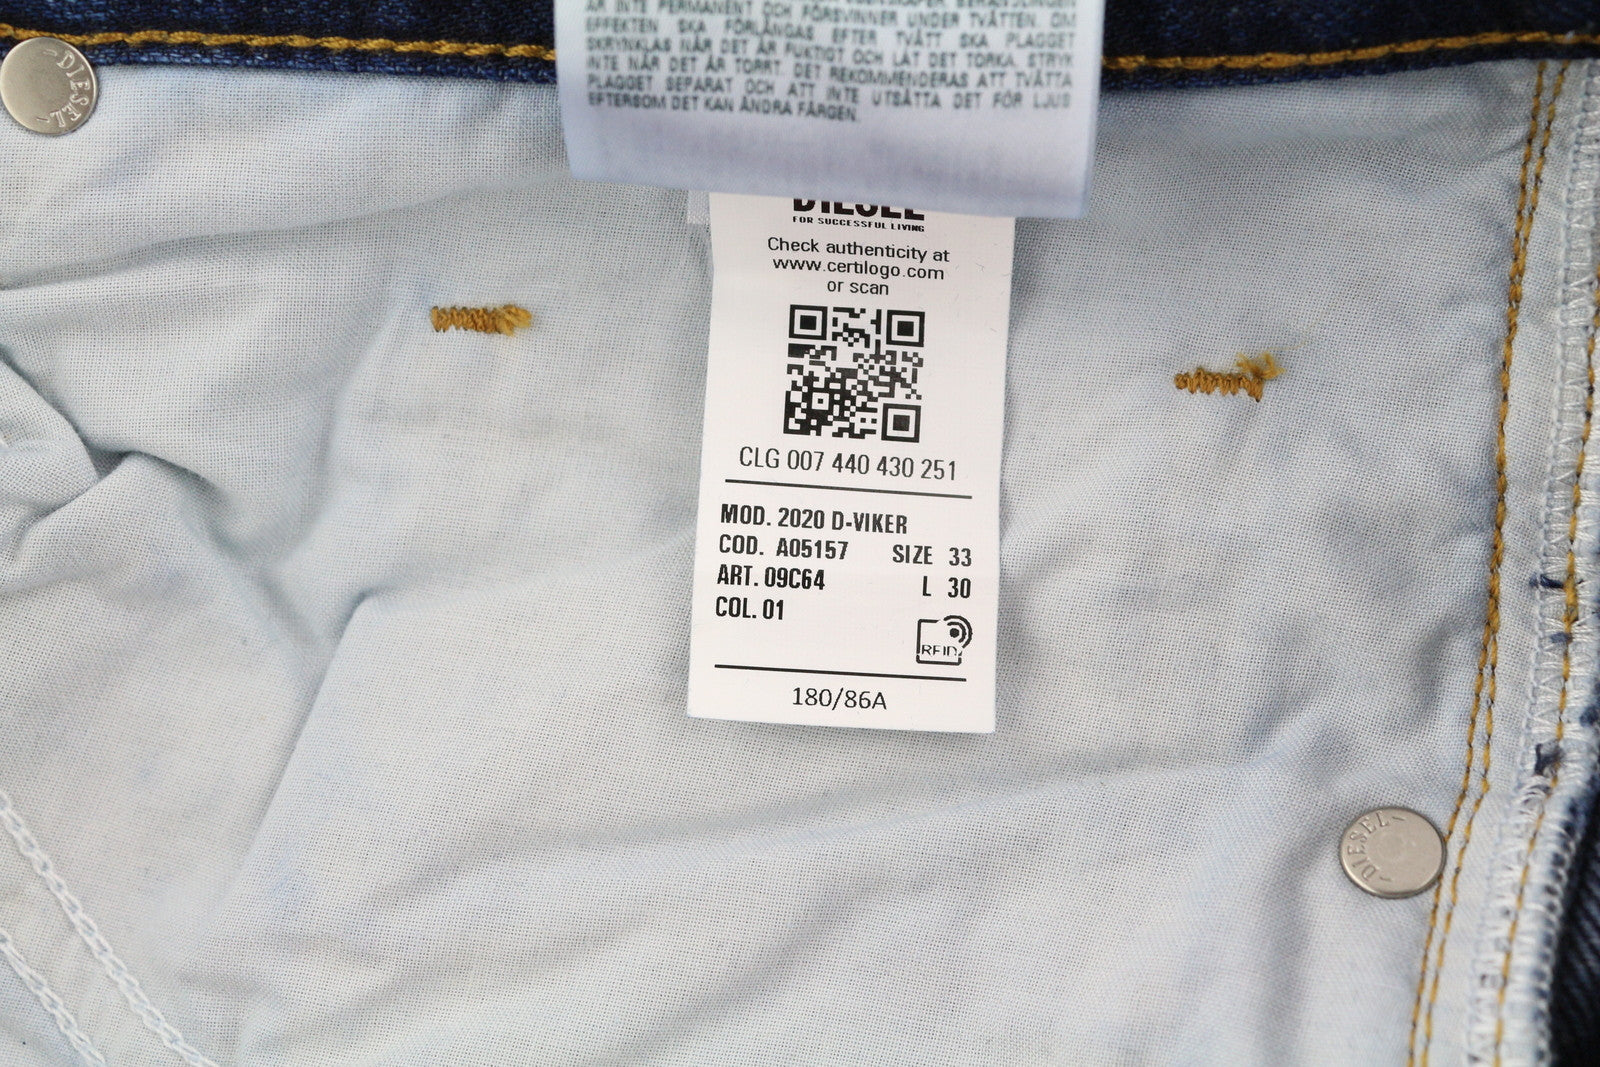 ÄR INTE PERMANENT OCH FÖRSVINNER UNDER TVÄTTEN. OM
EFFEKTEN SKA FÖRLÄNGAS EFTER TVÄTT SKA PLAGGET
SKRYNKLAS NÄR DET ÄR FUKTIGT OCH LÅT DET TORKA. STRYK
INTE NÄR DET ÄR TORRT. DET REKOMMENDERAS ATT TVÄTTA
PLAGGET SEPARAT OCH ATT INTE UTSÄTTA DET FÖR LJUS
EFTERSOM DET KAN ÄNDRA FÄRGEN.
DIESEL
DIESEL
FOR SUCCESSFUL LIVING
Check authenticity at
www.certilogo.com
or scan
CLG 007 440 430 251
MOD. 2020 D-VIKER
COD. A05157 SIZE 33
ART. 09C64 L 30
COL. 01
RFID
180/86A
DIESEL